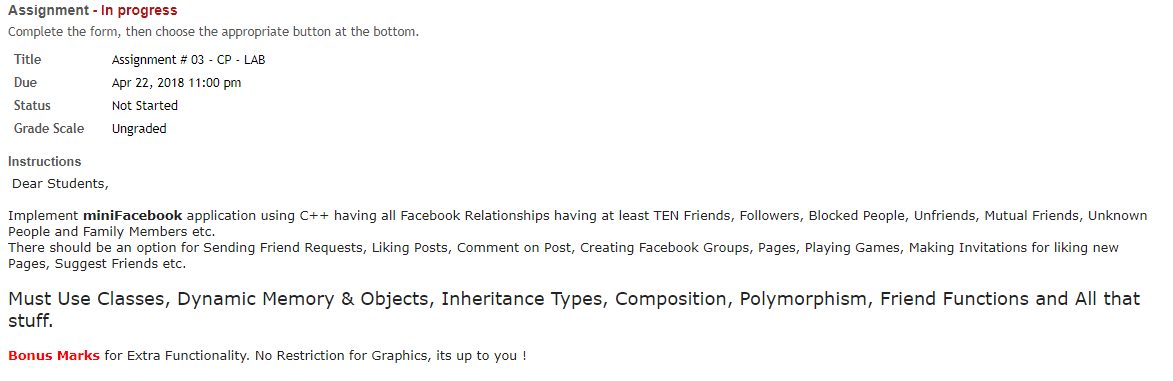 Assignment - In progress
Complete the form, then choose the appropriate button at the bottom.
Title Assignment # 03 - CP - LAB
Due Apr 22, 2018 11:00 pm
Status Not Started
Grade Scale Ungraded
Instructions
Dear Students,
Implement miniFacebook application using C++ having all Facebook Relationships having at least TEN Friends, Followers, Blocked People, Unfriends, Mutual Friends, Unknown
People and Family Members etc.
There should be an option for Sending Friend Requests, Liking Posts, Comment on Post, Creating Facebook Groups, Pages, Playing Games, Making Invitations for liking new
Pages, Suggest Friends etc.
Must Use Classes, Dynamic Memory & Objects, Inheritance Types, Composition, Polymorphism, Friend Functions and All that
stuff.
Bonus Marks for Extra Functionality. No Restriction for Graphics, its up to you !